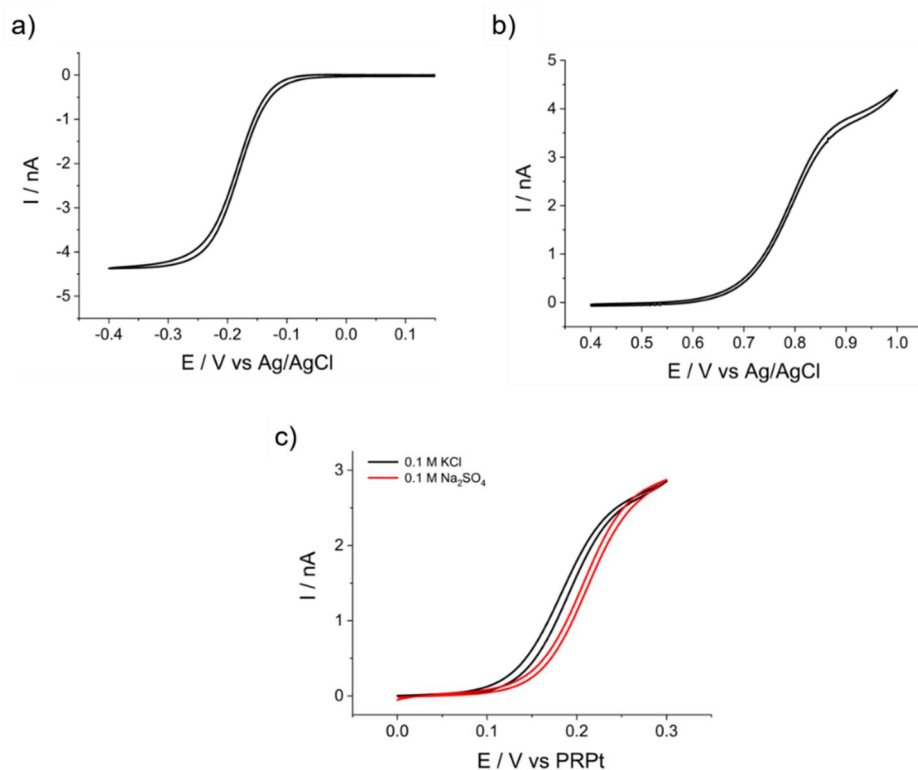 a)
I / nA
0
-1
-2
-3
-4
-5
-0.4 -0.3 -0.2 -0.1 0.0 0.1
E / V vs Ag/AgCl
b)
I / nA
5
4
3
2
1
0
0.4 0.5 0.6 0.7 0.8 0.9 1.0
E / V vs Ag/AgCl
c)
0.1 M KCl
0.1 M Na₂SO₄
I / nA
3
2
1
0
0.0 0.1 0.2 0.3
E / V vs PRPt